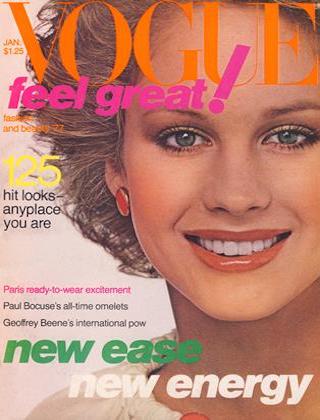 VOGUE
JAN.
$1.25
feel great!
fashion
and beauty '77
125
hit looks–
anyplace
you are
Paris ready-to-wear excitement
Paul Bocuse's all-time omelets
Geoffrey Beene's international pow
new ease
new energy